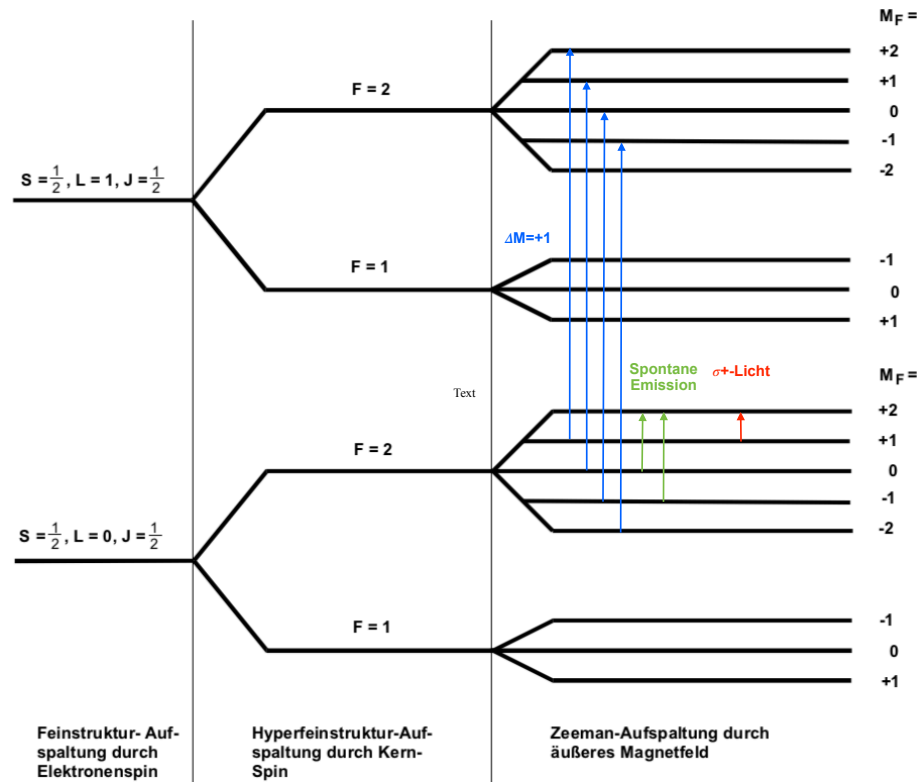 M F =
+2
F = 2
+1
0
-1
S = 1/2 , L = 1, J = 1/2
-2
ΔM=+1
F = 1
-1
0
+1
Spontane
Emission
σ+-Licht
M F =
Text
+2
F = 2
+1
0
-1
S = 1/2 , L = 0, J = 1/2
-2
F = 1
-1
0
+1
Feinstruktur- Auf-
spaltung durch
Elektronenspin
Hyperfeinstruktur-Auf-
spaltung durch Kern-
Spin
Zeeman-Aufspaltung durch
äußeres Magnetfeld